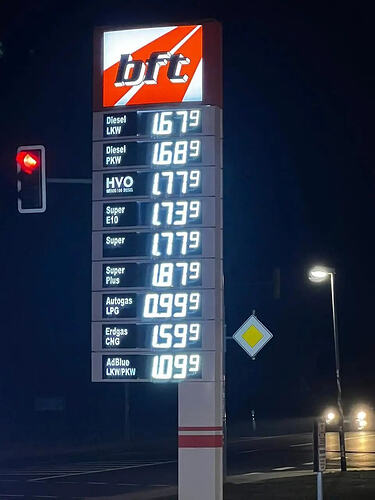 bft
Diesel LKW 1.679
Diesel PKW 1.689
HVO 1.779
Super E10 1.739
Super 1.779
Super Plus 1.879
Autogas LPG 0.999
Erdgas CNG 1.599
AdBlue LKW/PKW 1.099